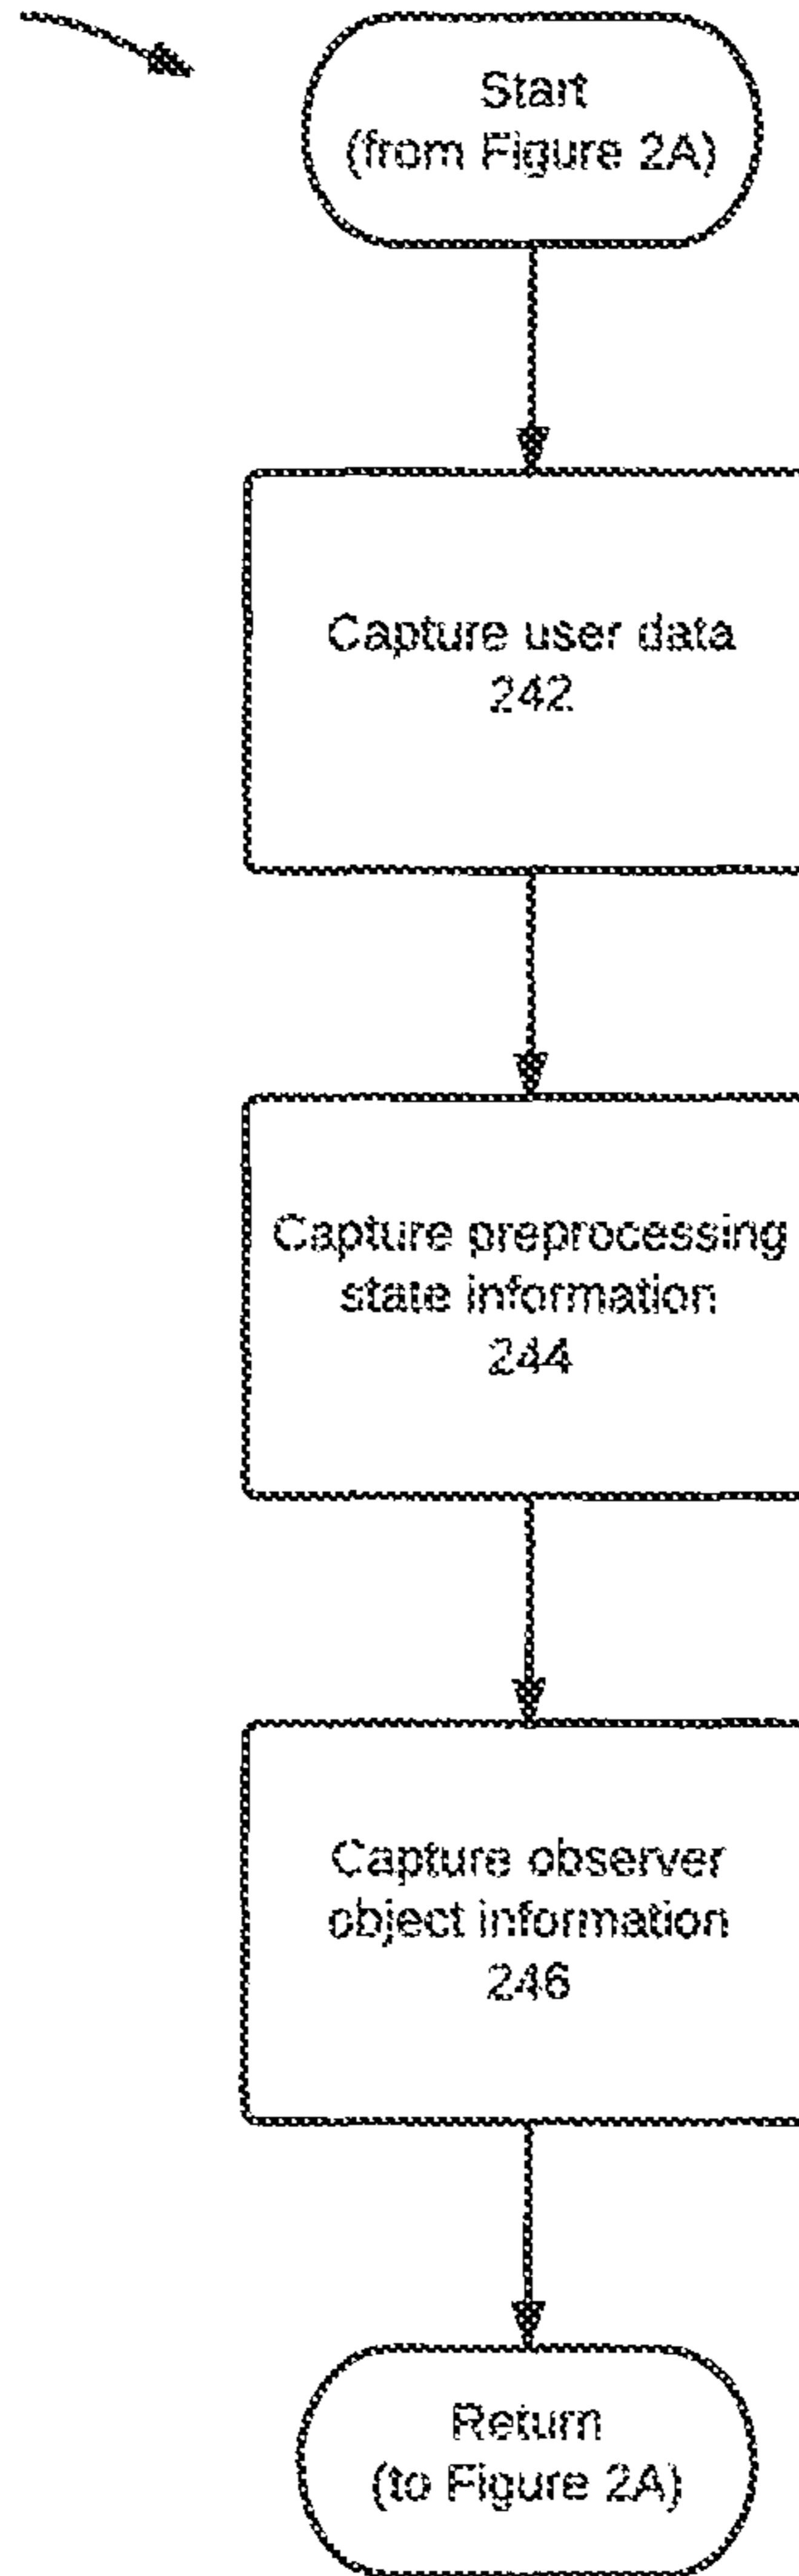 Start
(from Figure 2A)
Capture user data
242
Capture preprocessing
state information
244
Capture observer
object information
246
Return
(to Figure 2A)